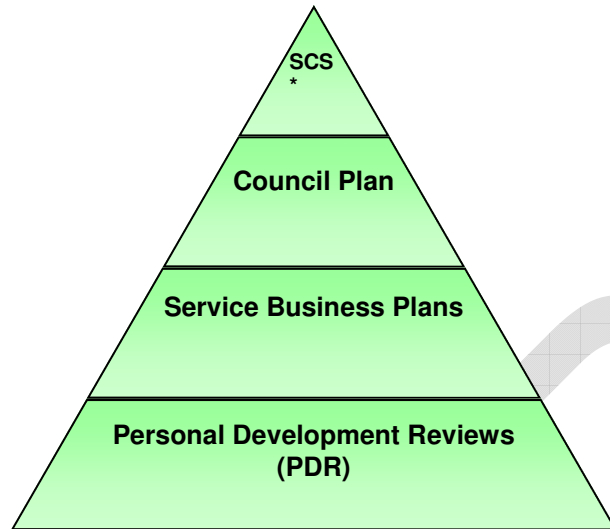 SCS
*
Council Plan
Service Business Plans
Personal Development Reviews
(PDR)